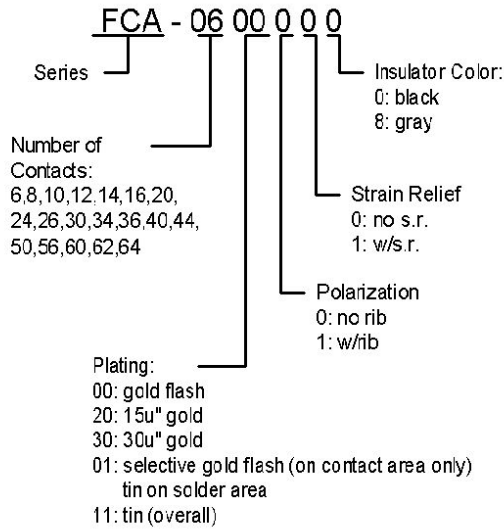 FCA - 06 00 0 0 0
Series
Insulator Color:
0: black
8: gray
Number of
Contacts:
6,8,10,12,14,16,20,
24,26,30,34,36,40,44,
50,56,60,62,64
Strain Relief
0: no s.r.
1: w/s.r.
Polarization
0: no rib
1: w/rib
Plating:
00: gold flash
20: 15u" gold
30: 30u" gold
01: selective gold flash (on contact area only)
tin on solder area
11: tin (overall)